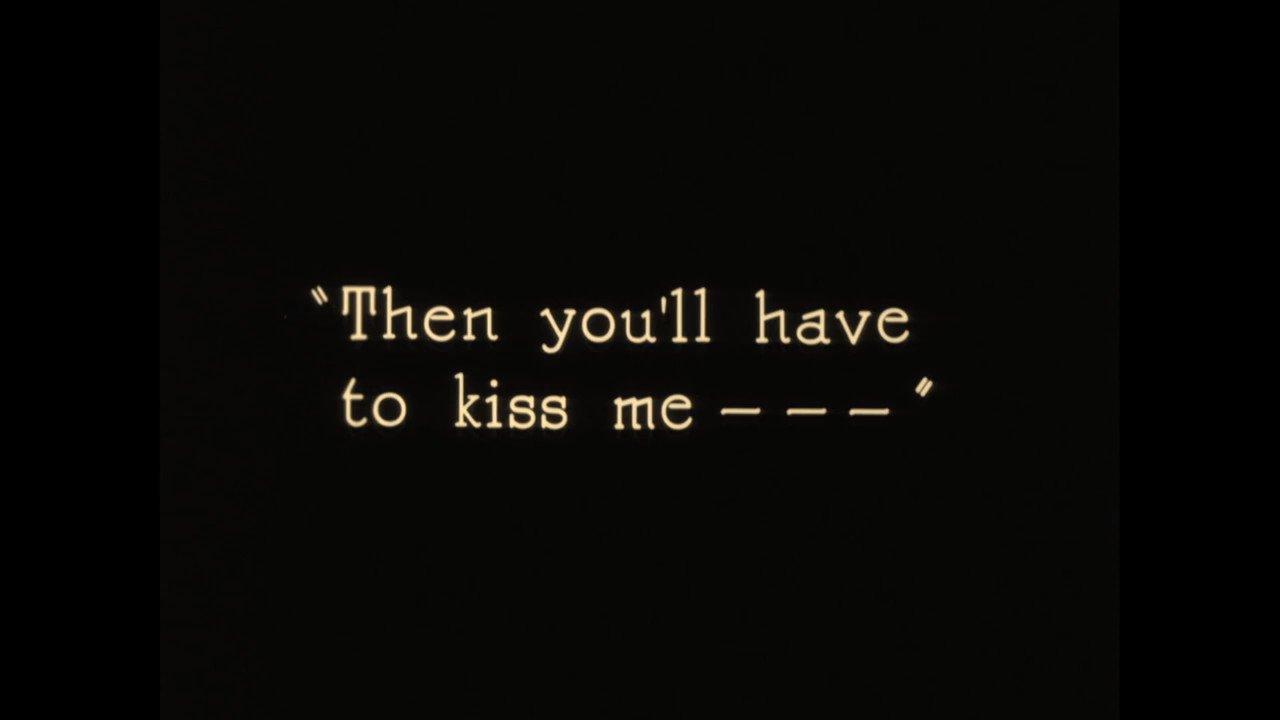 "Then you'll have
to kiss me — — — "